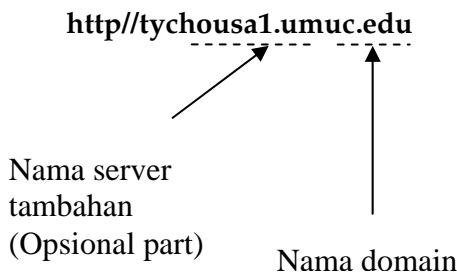 http//tychousa1.umuc.edu
Nama server
tambahan
(Opsional part)
Nama domain